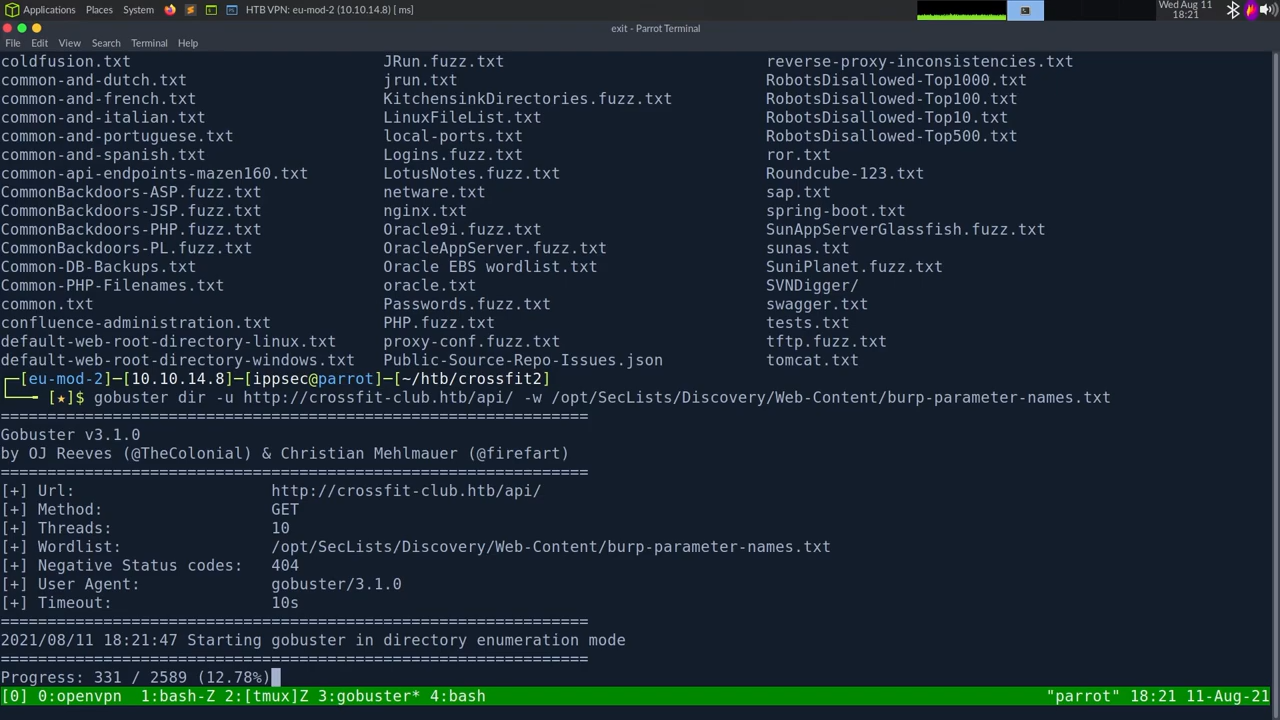 Applications Places System HTB VPN: eu-mod-2 (10.10.14.8) [ ms] Wed Aug 11
18:21
exit - Parrot Terminal
File Edit View Search Terminal Help
coldfusion.txt JRun.fuzz.txt reverse-proxy-inconsistencies.txt
common-and-dutch.txt jrun.txt RobotsDisallowed-Top1000.txt
common-and-french.txt KitchensinkDirectories.fuzz.txt RobotsDisallowed-Top100.txt
common-and-italian.txt LinuxFileList.txt RobotsDisallowed-Top10.txt
common-and-portuguese.txt local-ports.txt RobotsDisallowed-Top500.txt
common-and-spanish.txt Logins.fuzz.txt ror.txt
common-api-endpoints-mazen160.txt LotusNotes.fuzz.txt Roundcube-123.txt
CommonBackdoors-ASP.fuzz.txt netware.txt sap.txt
CommonBackdoors-JSP.fuzz.txt nginx.txt spring-boot.txt
CommonBackdoors-PHP.fuzz.txt Oracle9i.fuzz.txt SunAppServerGlassfish.fuzz.txt
CommonBackdoors-PL.fuzz.txt OracleAppServer.fuzz.txt sunas.txt
Common-DB-Backups.txt Oracle EBS wordlist.txt SuniPlanet.fuzz.txt
Common-PHP-Filenames.txt oracle.txt SVNDigger/
common.txt Passwords.fuzz.txt swagger.txt
confluence-administration.txt PHP.fuzz.txt tests.txt
default-web-root-directory-linux.txt proxy-conf.fuzz.txt tftp.fuzz.txt
default-web-root-directory-windows.txt Public-Source-Repo-Issues.json tomcat.txt
┌─[eu-mod-2]─[10.10.14.8]─[ippsec@parrot]─[~/htb/crossfit2]
└──╼ [★]$ gobuster dir -u http://crossfit-club.htb/api/ -w /opt/SecLists/Discovery/Web-Content/burp-parameter-names.txt
===============================================================
Gobuster v3.1.0
by OJ Reeves (@TheColonial) & Christian Mehlmauer (@firefart)
===============================================================
[+] Url: http://crossfit-club.htb/api/
[+] Method: GET
[+] Threads: 10
[+] Wordlist: /opt/SecLists/Discovery/Web-Content/burp-parameter-names.txt
[+] Negative Status codes: 404
[+] User Agent: gobuster/3.1.0
[+] Timeout: 10s
===============================================================
2021/08/11 18:21:47 Starting gobuster in directory enumeration mode
===============================================================
Progress: 331 / 2589 (12.78%)
[0] 0:openvpn 1:bash-Z 2:[tmux]Z 3:gobuster* 4:bash "parrot" 18:21 11-Aug-21